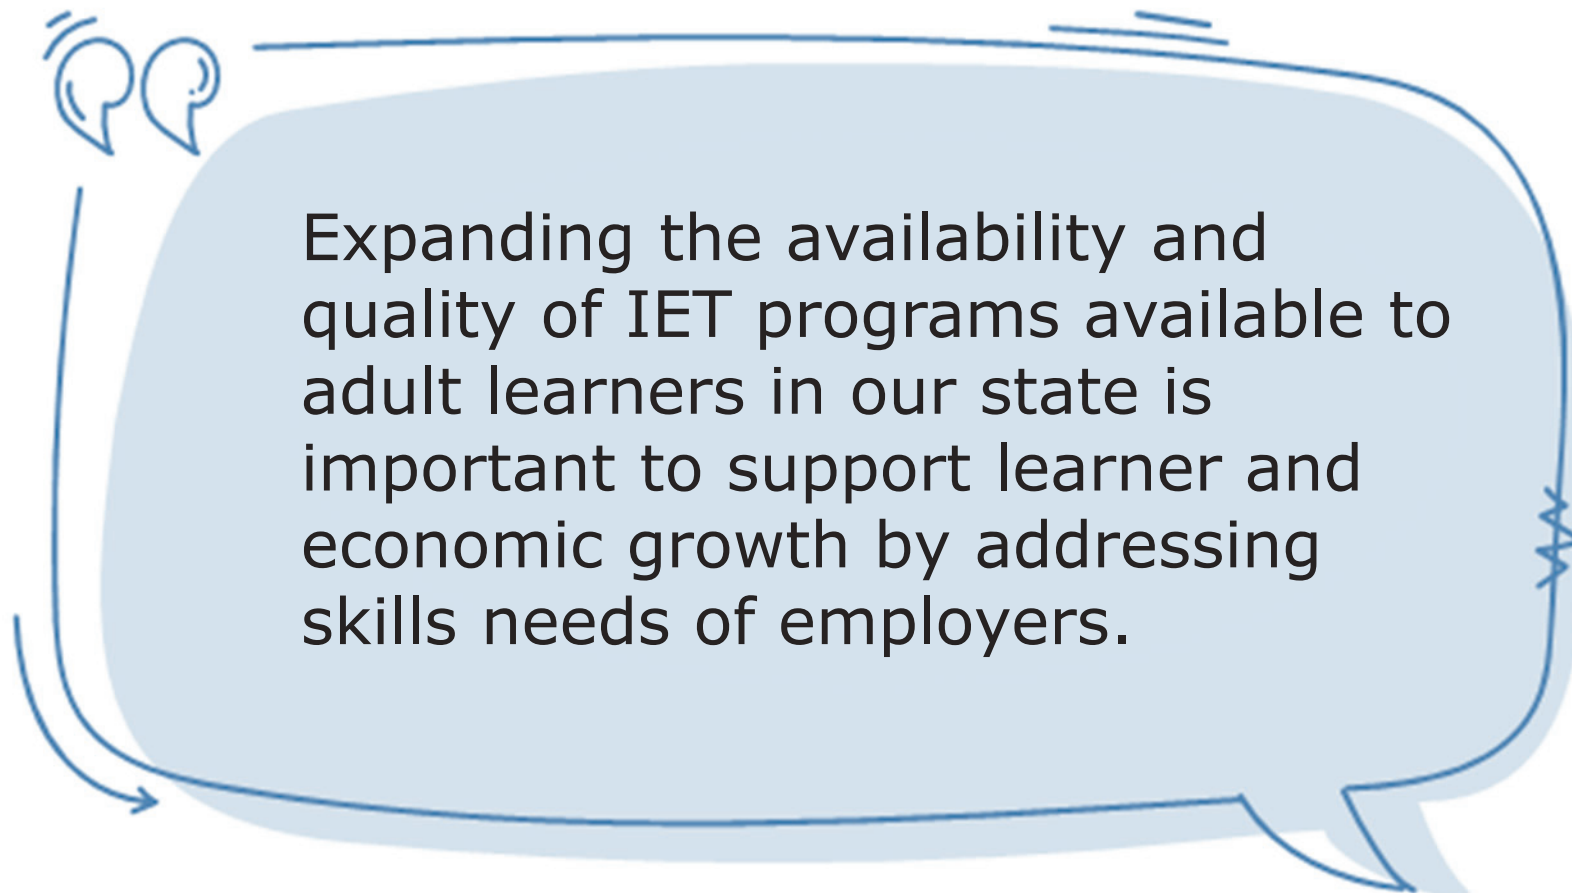 Expanding the availability and
quality of IET programs available to
adult learners in our state is
important to support learner and
economic growth by addressing
skills needs of employers.